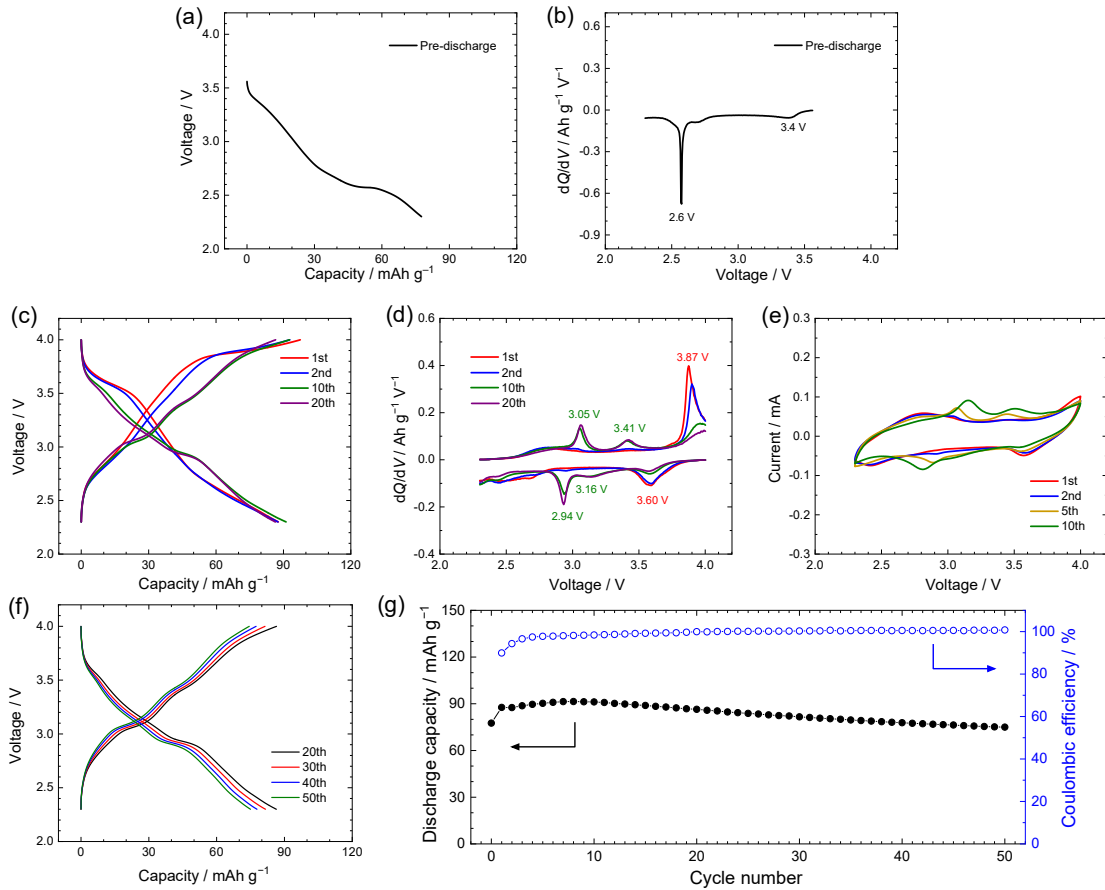 (a)
Pre-discharge
4.0
3.5
3.0
2.5
2.0
0 30 60 90 120
Voltage / V
Capacity / mAh g⁻¹
(b)
Pre-discharge
0.0
-0.3
-0.6
-0.9
3.4 V
2.6 V
2.0 2.5 3.0 3.5 4.0
dQ/dV / Ah g⁻¹ V⁻¹
Voltage / V
(c)
1st
2nd
10th
20th
4.0
3.5
3.0
2.5
2.0
0 30 60 90 120
Voltage / V
Capacity / mAh g⁻¹
(d)
1st
2nd
10th
20th
3.87 V
3.05 V
3.41 V
3.16 V
2.94 V
3.60 V
0.6
0.4
0.2
0.0
-0.2
-0.4
2.0 2.5 3.0 3.5 4.0
dQ/dV / Ah g⁻¹ V⁻¹
Voltage / V
(e)
0.3
0.2
0.1
0.0
-0.1
-0.3
1st
2nd
5th
10th
2.0 2.5 3.0 3.5 4.0
Current / mA
Voltage / V
(f)
4.0
3.5
3.0
2.5
2.0
20th
30th
40th
50th
0 30 60 90 120
Voltage / V
Capacity / mAh g⁻¹
(g)
150
120
90
60
30
0
100
80
60
40
20
0
0 10 20 30 40 50
Discharge capacity / mAh g⁻¹
Coulombic efficiency / %
Cycle number